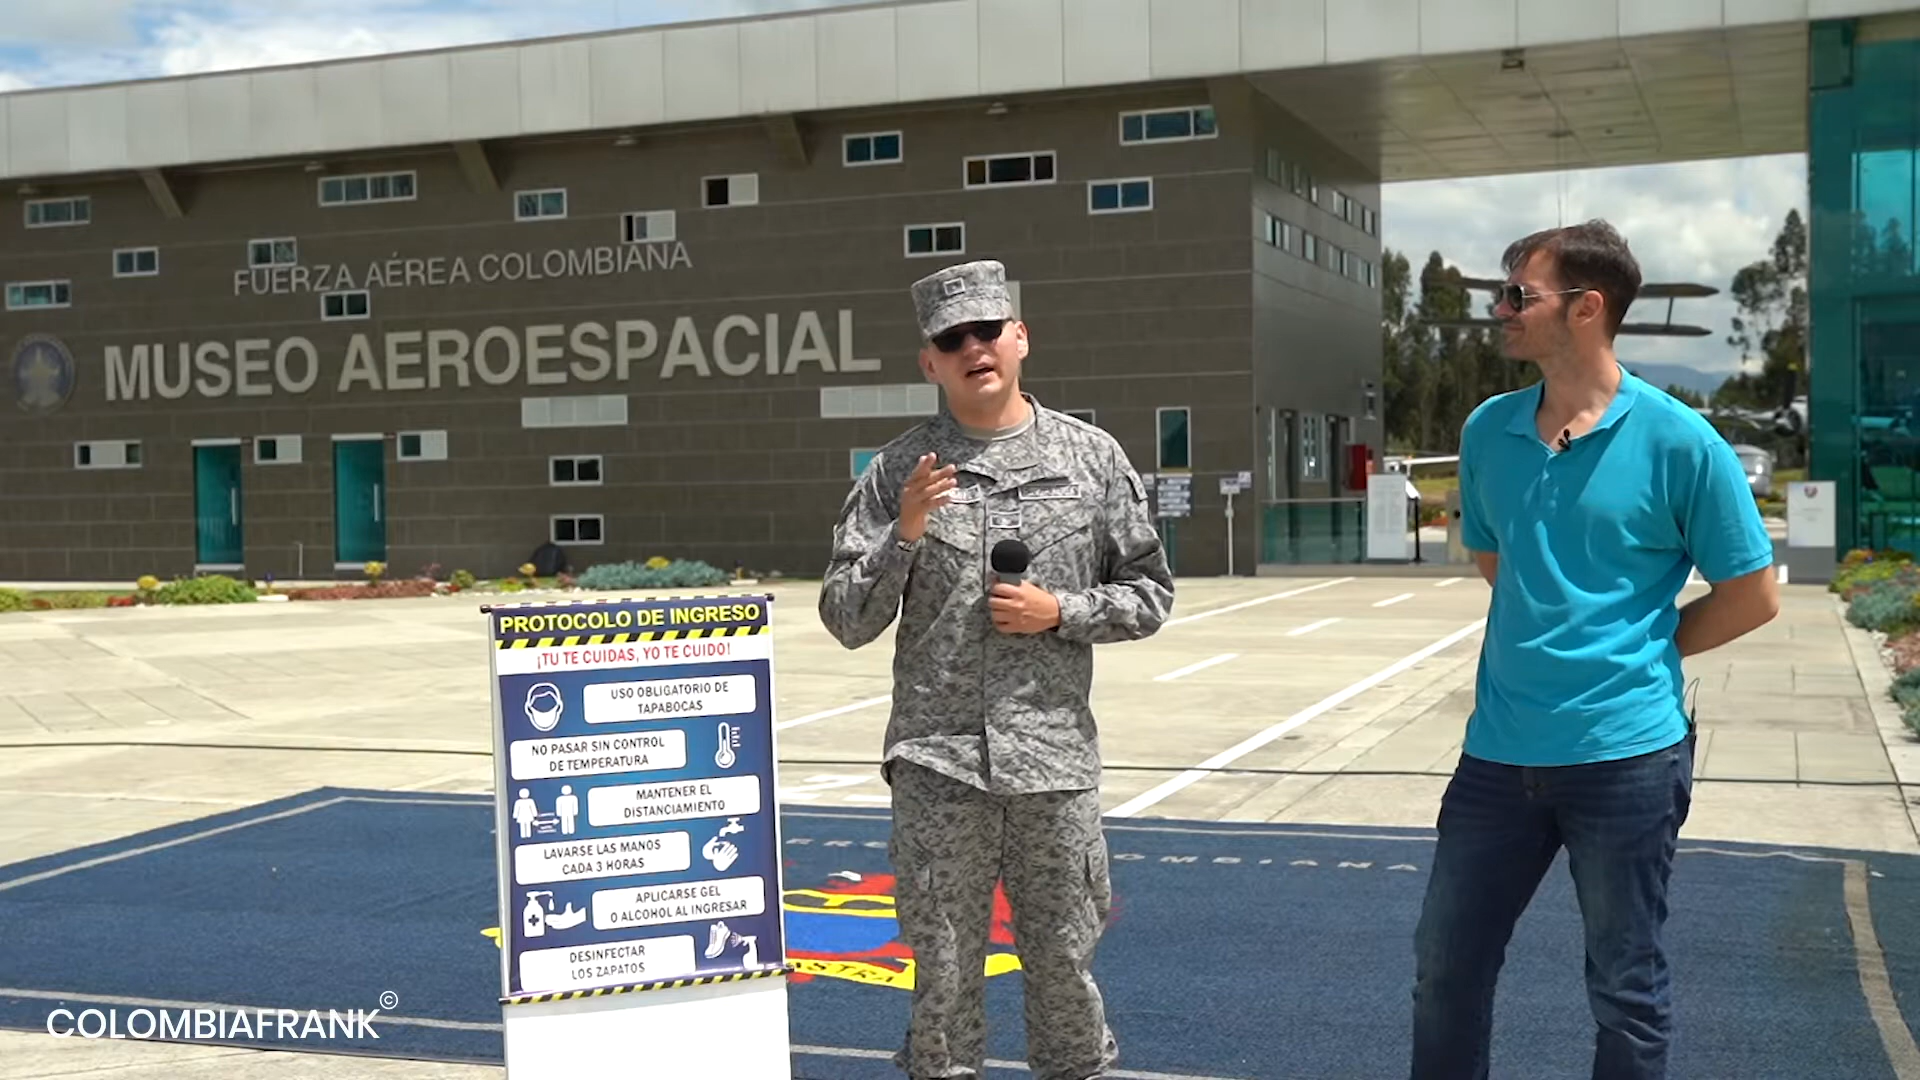 FUERZA AÉREA COLOMBIANA
MUSEO AEROESPACIAL
PROTOCOLO DE INGRESO
¡TU TE CUIDAS, YO TE CUIDO!
USO OBLIGATORIO DE
TAPABOCAS
NO PASAR SIN CONTROL
DE TEMPERATURA
MANTENER EL
DISTANCIAMIENTO
LAVARSE LAS MANOS
CADA 3 HORAS
APLICARSE GEL
O ALCOHOL AL INGRESAR
DESINFECTAR
LOS ZAPATOS
OMBIANA
ASTRA
COLOMBIAFRANK©